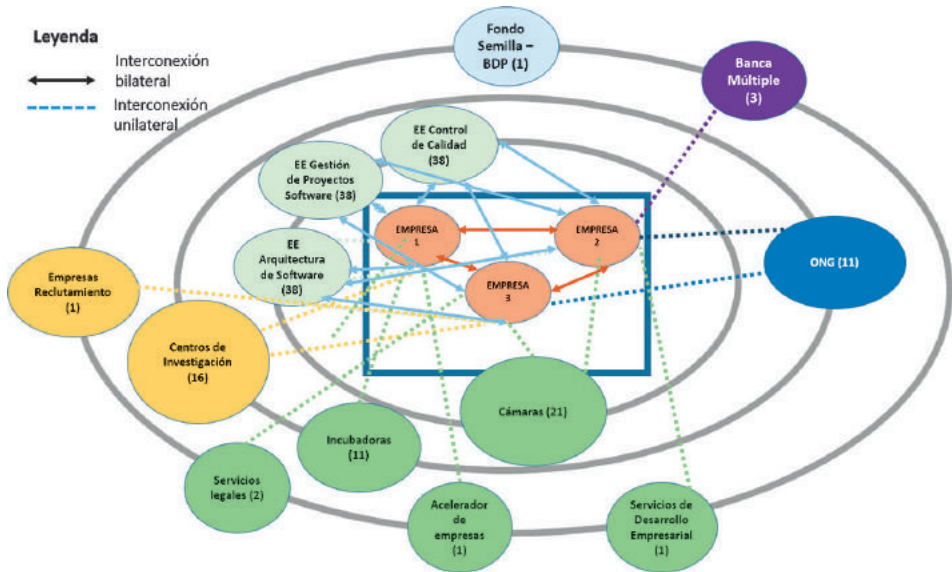 Leyenda
Interconexión
bilateral
Interconexión
unilateral
Fondo
Semilla –
BDP (1)
Banca
Múltiple
(3)
EE Control
de Calidad
(38)
EE Gestión
de Proyectos
Software (38)
EE
Arquitectura
de Software
(38)
EMPRESA
1
EMPRESA
2
EMPRESA
3
ONG (11)
Empresas
Reclutamiento
(1)
Centros de
Investigación
(16)
Cámaras (21)
Incubadoras
(11)
Servicios
legales (2)
Acelerador
de
empresas
(1)
Servicios de
Desarrollo
Empresarial
(1)